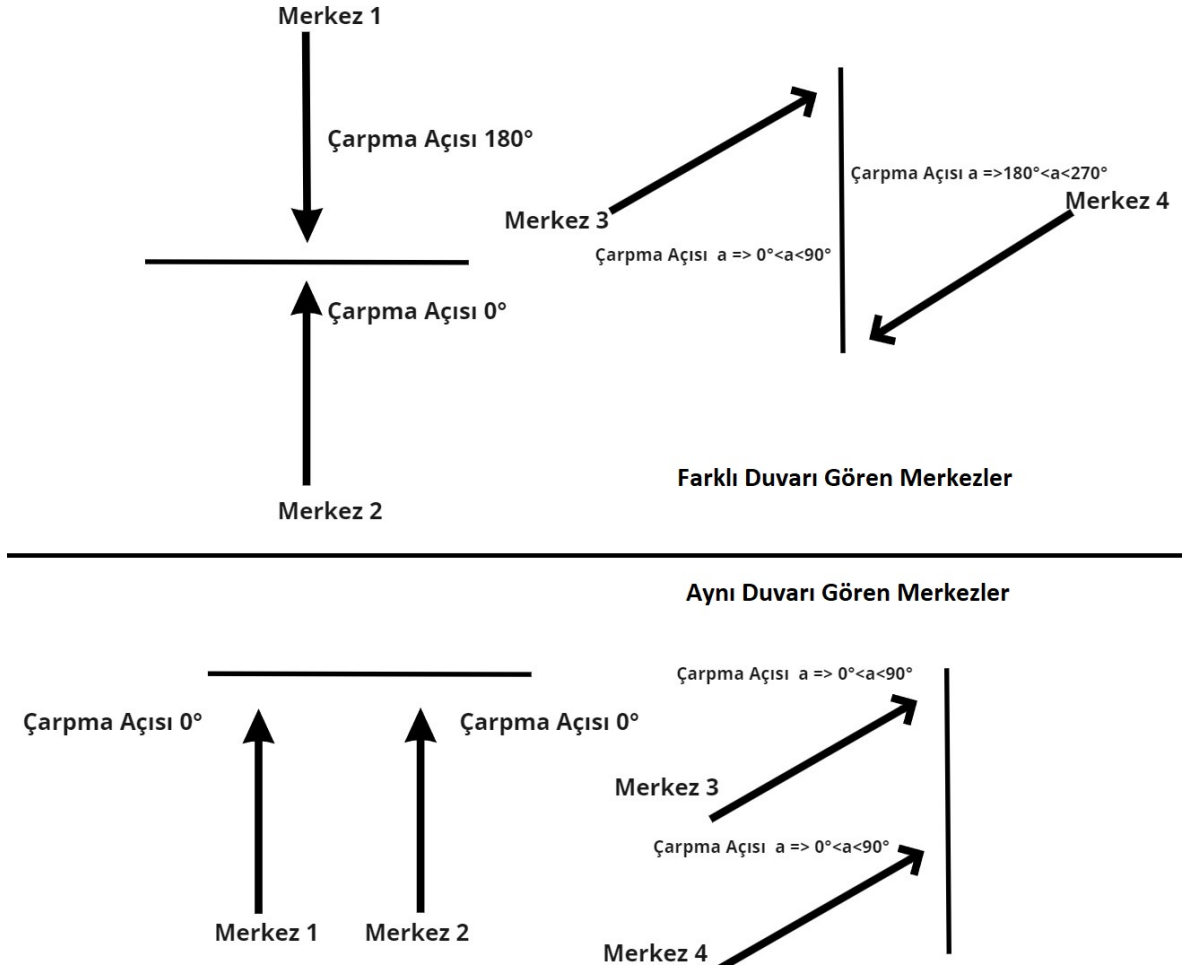 Merkez 1
Çarpma Açısı 180°
Çarpma Açısı a =>180°<a<270°
Merkez 4
Merkez 3
Çarpma Açısı  a => 0°<a<90°
Çarpma Açısı 0°
Merkez 2
Farklı Duvarı Gören Merkezler
Aynı Duvarı Gören Merkezler
Çarpma Açısı  a => 0°<a<90°
Çarpma Açısı 0°
Çarpma Açısı 0°
Merkez 3
Çarpma Açısı  a => 0°<a<90°
Merkez 1
Merkez 2
Merkez 4